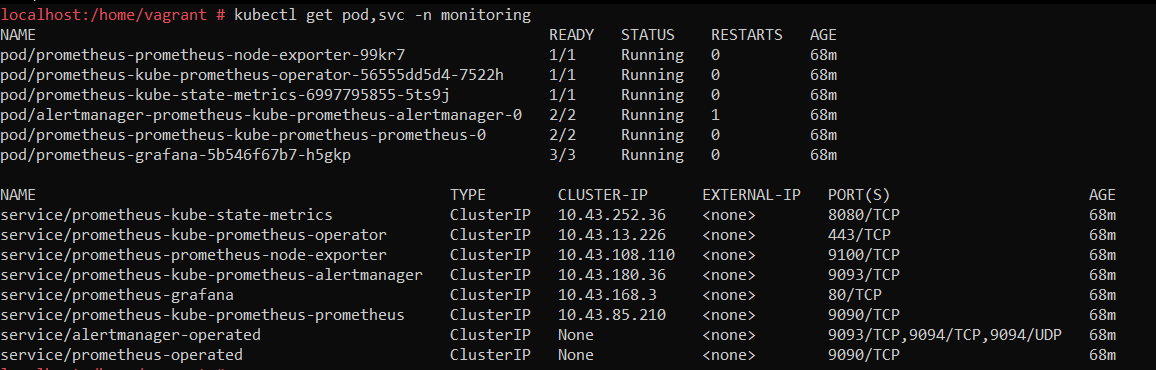 localhost:/home/vagrant # kubectl get pod,svc -n monitoring
NAME READY STATUS RESTARTS AGE
pod/prometheus-prometheus-node-exporter-99kr7 1/1 Running 0 68m
pod/prometheus-kube-prometheus-operator-56555dd5d4-7522h 1/1 Running 0 68m
pod/prometheus-kube-state-metrics-6997795855-5ts9j 1/1 Running 0 68m
pod/alertmanager-prometheus-kube-prometheus-alertmanager-0 2/2 Running 1 68m
pod/prometheus-prometheus-kube-prometheus-prometheus-0 2/2 Running 0 68m
pod/prometheus-grafana-5b546f67b7-h5gkp 3/3 Running 0 68m
NAME TYPE CLUSTER-IP EXTERNAL-IP PORT(S) AGE
service/prometheus-kube-state-metrics ClusterIP 10.43.252.36 <none> 8080/TCP 68m
service/prometheus-kube-prometheus-operator ClusterIP 10.43.13.226 <none> 443/TCP 68m
service/prometheus-prometheus-node-exporter ClusterIP 10.43.108.110 <none> 9100/TCP 68m
service/prometheus-kube-prometheus-alertmanager ClusterIP 10.43.180.36 <none> 9093/TCP 68m
service/prometheus-grafana ClusterIP 10.43.168.3 <none> 80/TCP 68m
service/prometheus-kube-prometheus-prometheus ClusterIP 10.43.85.210 <none> 9090/TCP 68m
service/alertmanager-operated ClusterIP None <none> 9093/TCP,9094/TCP,9094/UDP 68m
service/prometheus-operated ClusterIP None <none> 9090/TCP 68m